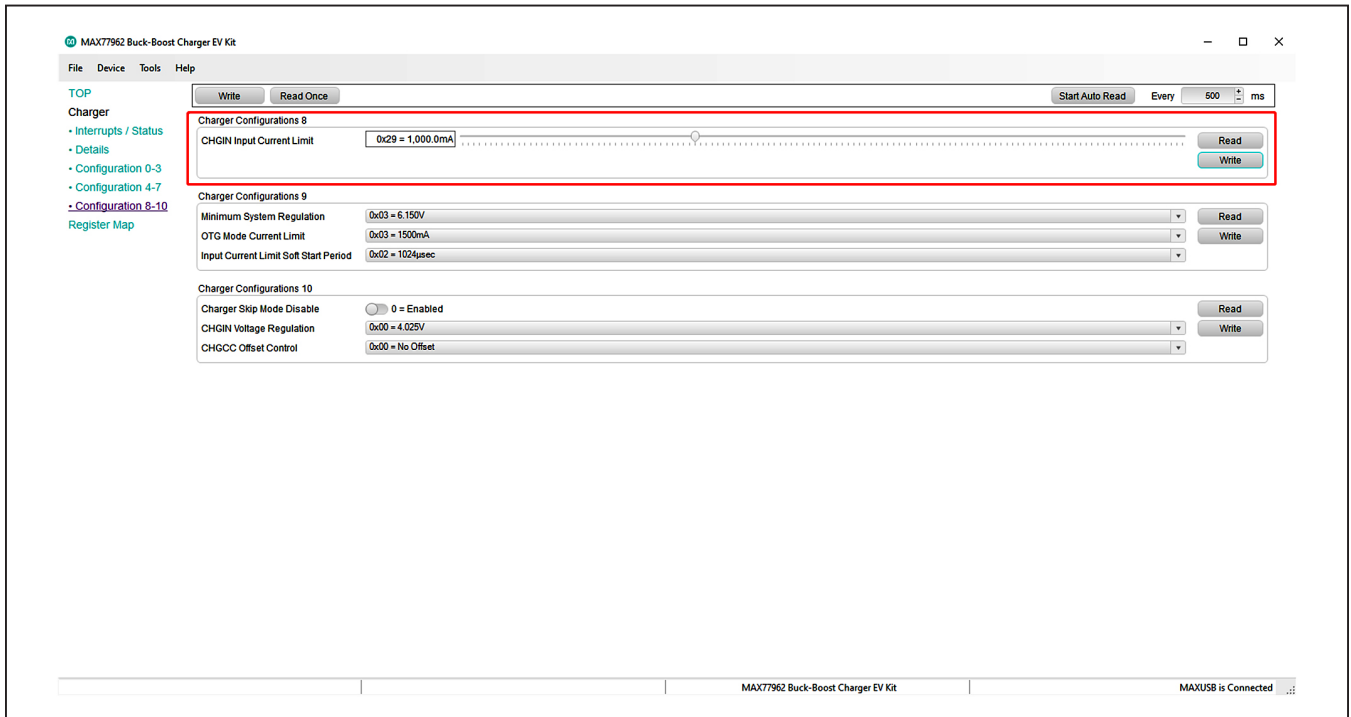 MAX77962 Buck-Boost Charger EV Kit
File Device Tools Help
TOP
Charger
• Interrupts / Status
• Details
• Configuration 0-3
• Configuration 4-7
• Configuration 8-10
Register Map
Write Read Once Start Auto Read Every 500 ms
Charger Configurations 8
CHGIN Input Current Limit 0x29 = 1,000.0mA Read
Write
Charger Configurations 9
Minimum System Regulation 0x03 = 6.150V Read
OTG Mode Current Limit 0x03 = 1500mA Write
Input Current Limit Soft Start Period 0x02 = 1024µsec
Charger Configurations 10
Charger Skip Mode Disable 0 = Enabled Read
CHGIN Voltage Regulation 0x00 = 4.025V Write
CHGCC Offset Control 0x00 = No Offset
MAX77962 Buck-Boost Charger EV Kit MAXUSB is Connected